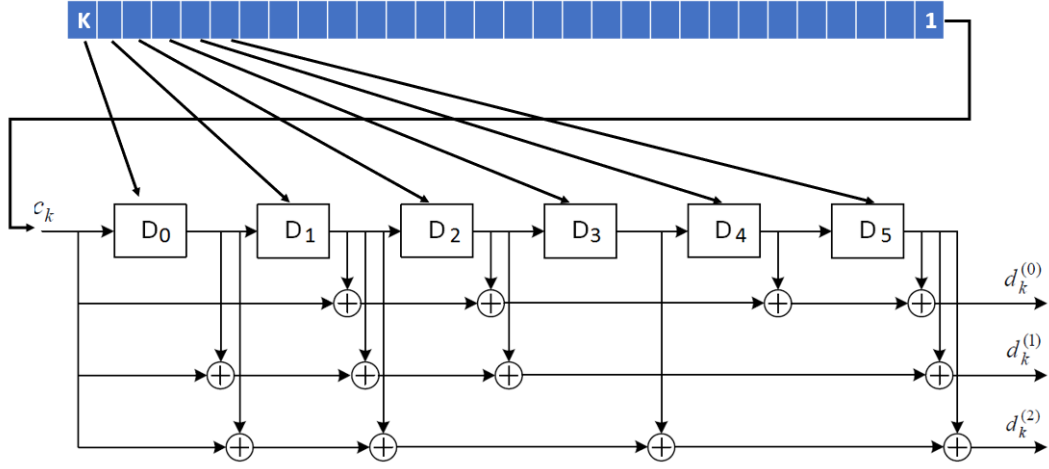 K 1
c_k D₀ D₁ D₂ D₃ D₄ D₅
d_k^(0)
d_k^(1)
d_k^(2)